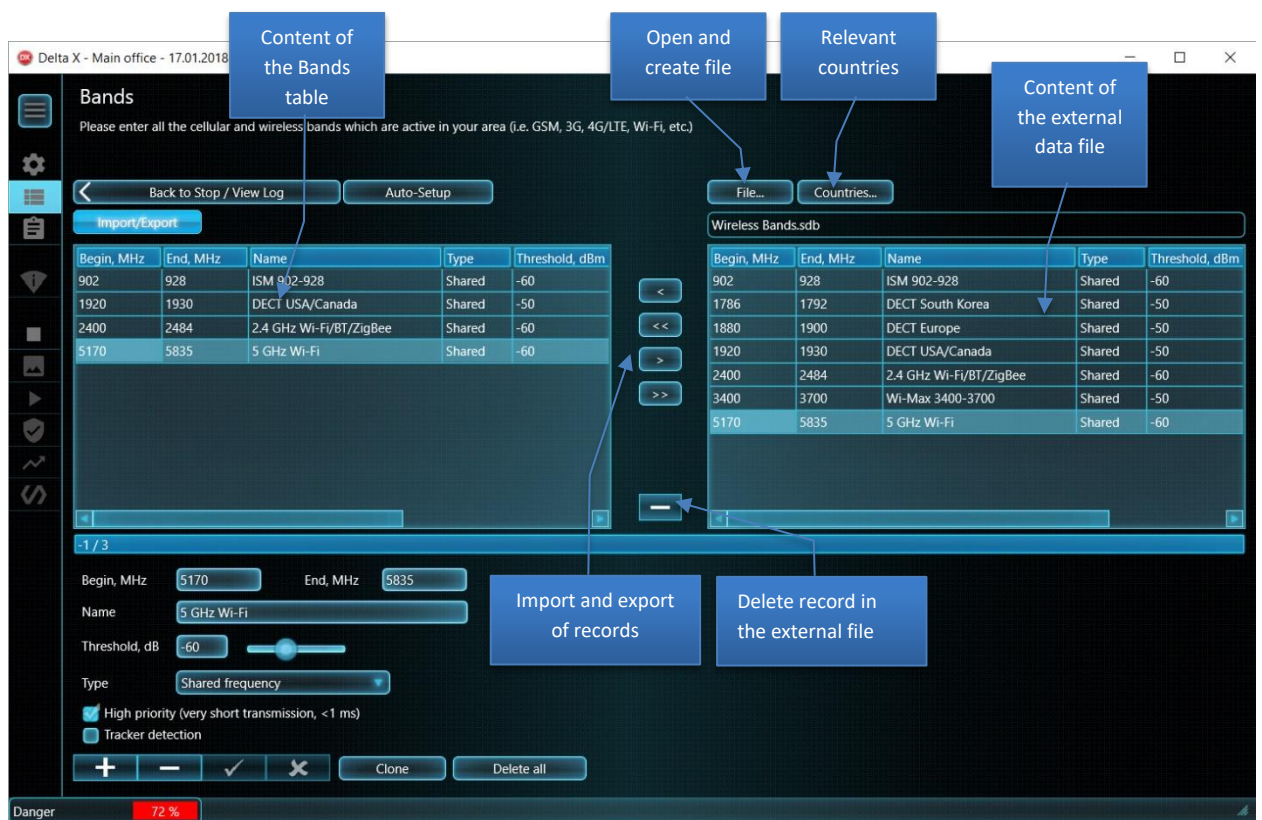 Content of
the Bands
table
Open and
create file
Relevant
countries
Content of
the external
data file
Delta X - Main office - 17.01.2018
Bands
Please enter all the cellular and wireless bands which are active in your area (i.e. GSM, 3G, 4G/LTE, Wi-Fi, etc.)
Back to Stop / View Log Auto-Setup File... Countries...
Import/Export Wireless Bands.sdb
Begin, MHz End, MHz Name Type Threshold, dBm
902 928 ISM 902-928 Shared -60
1920 1930 DECT USA/Canada Shared -50
2400 2484 2.4 GHz Wi-Fi/BT/ZigBee Shared -60
5170 5835 5 GHz Wi-Fi Shared -60
<
<<
>
>>
Begin, MHz End, MHz Name Type Threshold, dBm
902 928 ISM 902-928 Shared -60
1786 1792 DECT South Korea Shared -50
1880 1900 DECT Europe Shared -50
1920 1930 DECT USA/Canada Shared -50
2400 2484 2.4 GHz Wi-Fi/BT/ZigBee Shared -60
3400 3700 Wi-Max 3400-3700 Shared -50
5170 5835 5 GHz Wi-Fi Shared -60
-1 / 3
Begin, MHz 5170 End, MHz 5835
Name 5 GHz Wi-Fi
Threshold, dB -60
Type Shared frequency
High priority (very short transmission, <1 ms)
Tracker detection
Clone Delete all
Import and export
of records
Delete record in
the external file
Danger 72 %